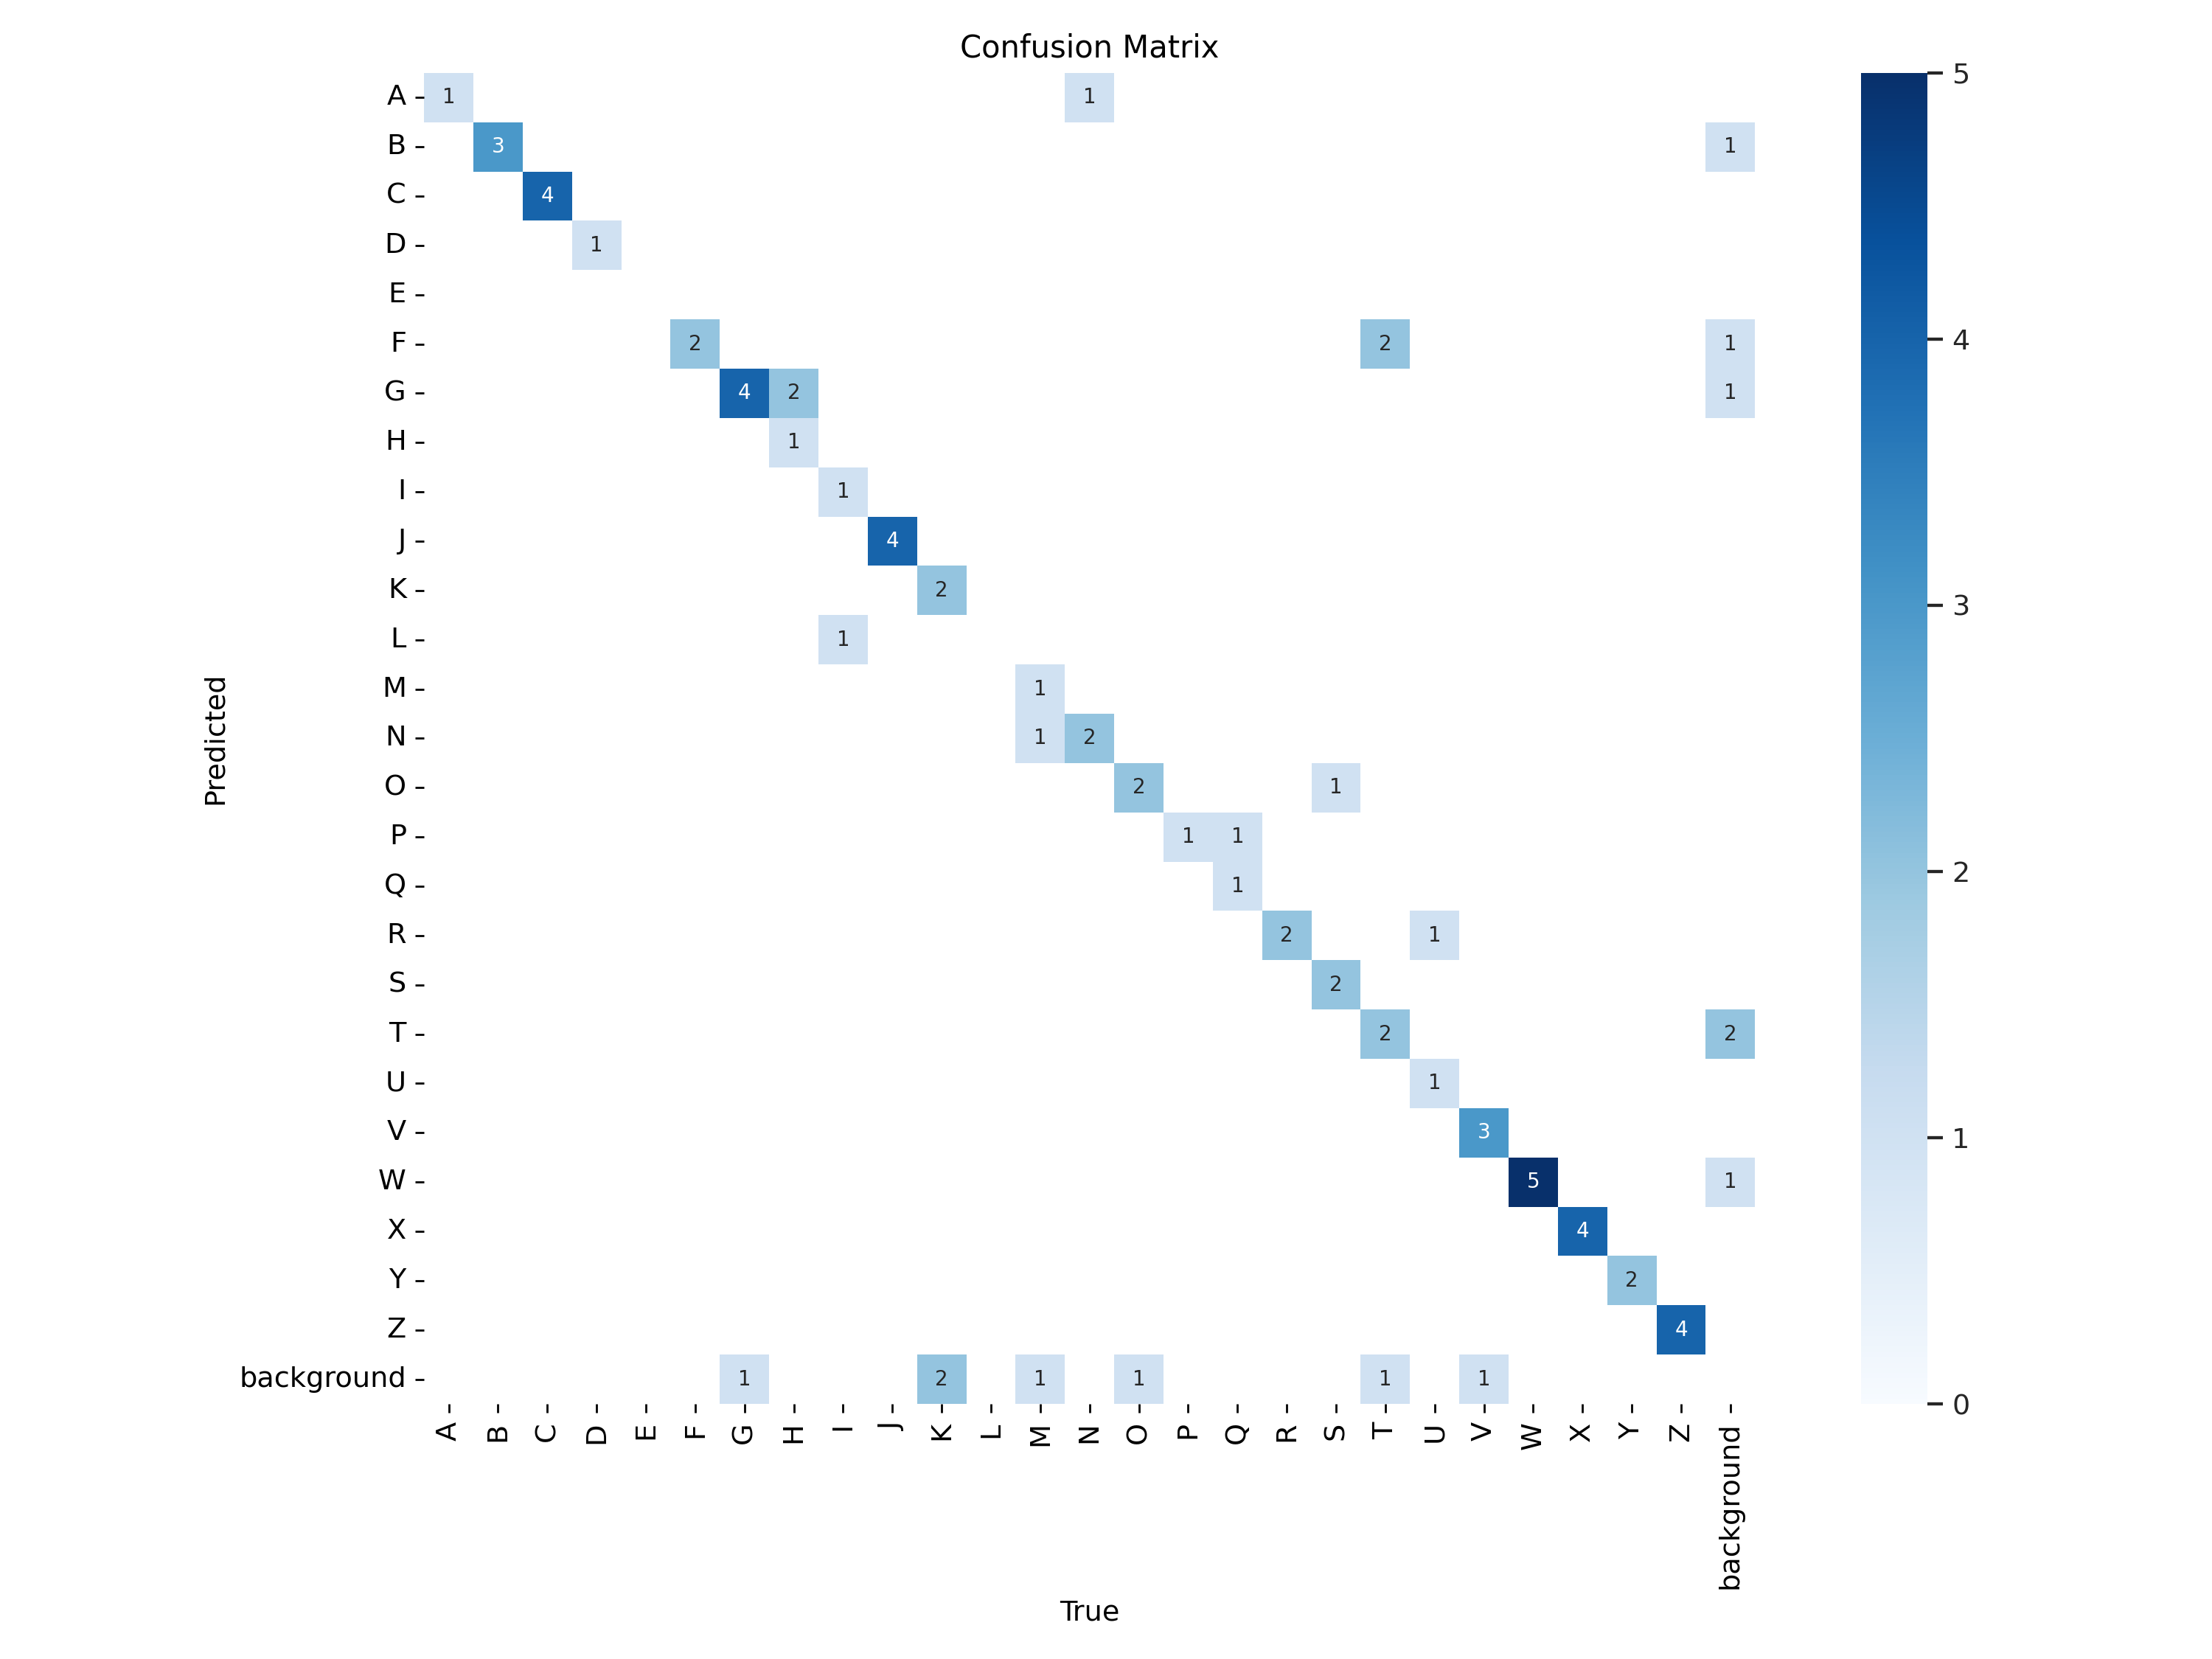 Confusion Matrix
A 1 1
B 3 1
C 4
D 1
E
F 2 2 1
G 4 2 1
H 1
I 1
J 4
K 2
L 1
M 1
N 1 2
O 2 1
P 1 1
Q 1
R 2 1
S 2
T 2 2
U 1
V 3
W 5 1
X 4
Y 2
Z 4
background 1 2 1 1 1 1
A B C D E F G H I J K L M N O P Q R S T U V W X Y Z background
Predicted
True
5
4
3
2
1
0